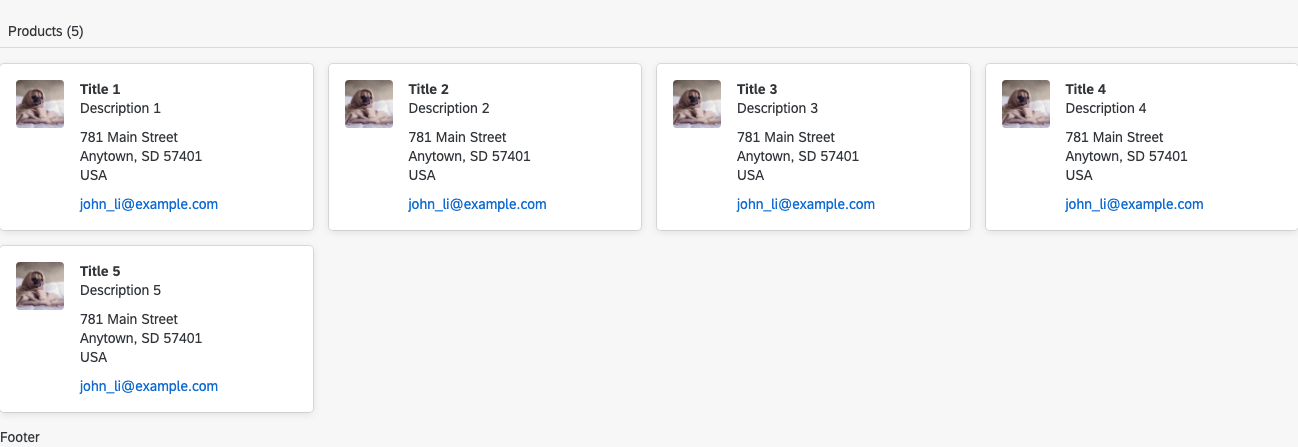 Products (5)
Title 1
Description 1
781 Main Street
Anytown, SD 57401
USA
john_li@example.com
Title 2
Description 2
781 Main Street
Anytown, SD 57401
USA
john_li@example.com
Title 3
Description 3
781 Main Street
Anytown, SD 57401
USA
john_li@example.com
Title 4
Description 4
781 Main Street
Anytown, SD 57401
USA
john_li@example.com
Title 5
Description 5
781 Main Street
Anytown, SD 57401
USA
john_li@example.com
Footer